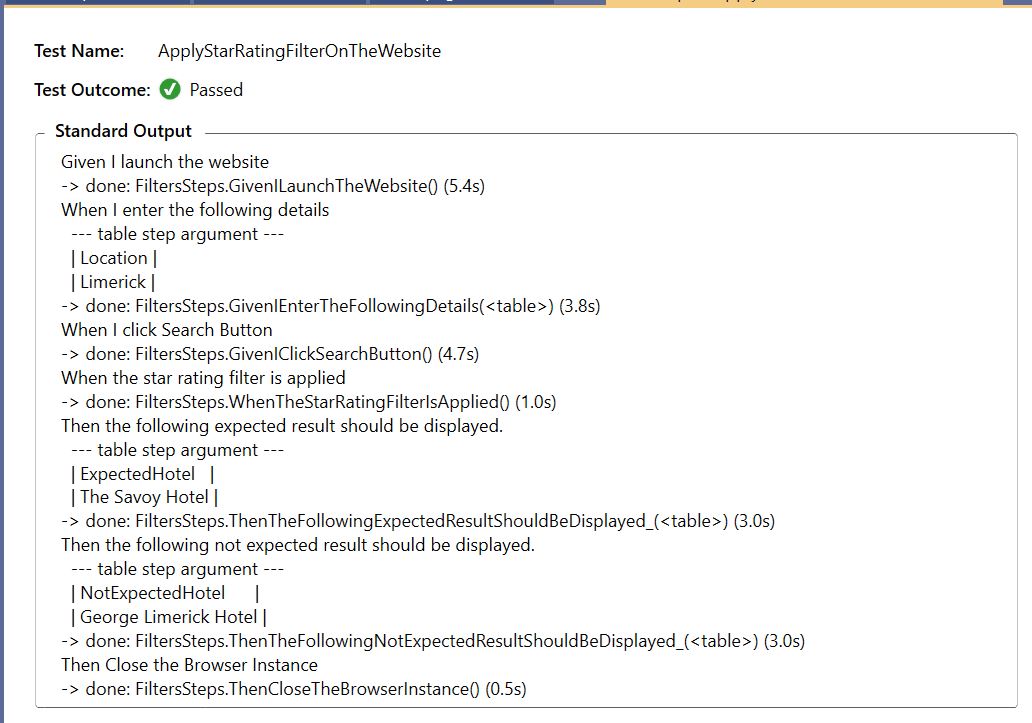 Test Name: ApplyStarRatingFilterOnTheWebsite
Test Outcome: Passed
Standard Output
Given I launch the website
-> done: FiltersSteps.GivenILaunchTheWebsite() (5.4s)
When I enter the following details
--- table step argument ---
| Location |
| Limerick |
-> done: FiltersSteps.GivenIEnterTheFollowingDetails(<table>) (3.8s)
When I click Search Button
-> done: FiltersSteps.GivenIClickSearchButton() (4.7s)
When the star rating filter is applied
-> done: FiltersSteps.WhenTheStarRatingFilterIsApplied() (1.0s)
Then the following expected result should be displayed.
--- table step argument ---
| ExpectedHotel |
| The Savoy Hotel |
-> done: FiltersSteps.ThenTheFollowingExpectedResultShouldBeDisplayed_(<table>) (3.0s)
Then the following not expected result should be displayed.
--- table step argument ---
| NotExpectedHotel |
| George Limerick Hotel |
-> done: FiltersSteps.ThenTheFollowingNotExpectedResultShouldBeDisplayed_(<table>) (3.0s)
Then Close the Browser Instance
-> done: FiltersSteps.ThenCloseTheBrowserInstance() (0.5s)